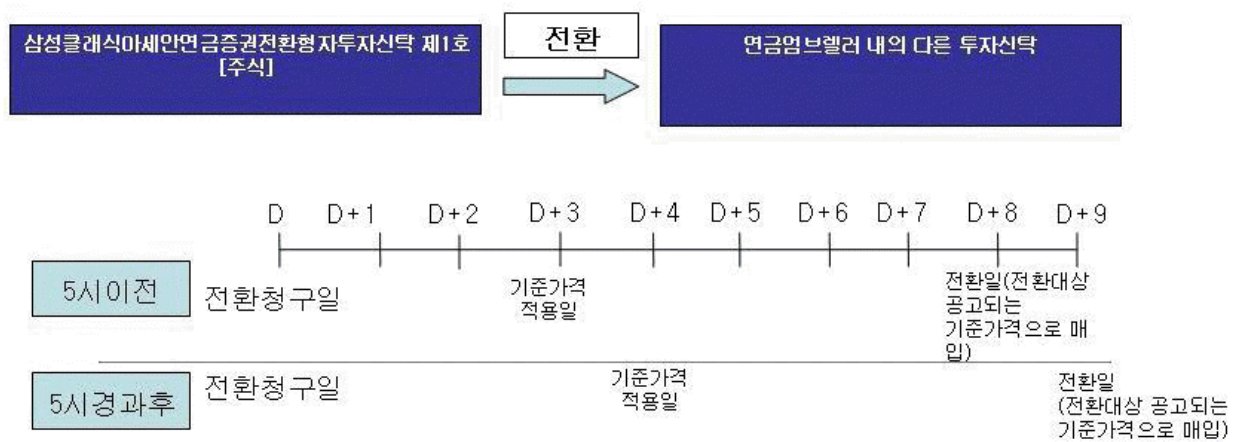 삼성클래식아세안연금증권전환형자투자신탁 제1호
[주식]
전환
연금엄브렐러 내의 다른 투자신탁
D D+1 D+2 D+3 D+4 D+5 D+6 D+7 D+8 D+9
5시이전
전환청구일
기준가격
적용일
전환일(전환대상
공고되는
기준가격으로 매
입)
5시경과후
전환청구일
기준가격
적용일
전환일
(전환대상 공고되는
기준가격으로 매입)